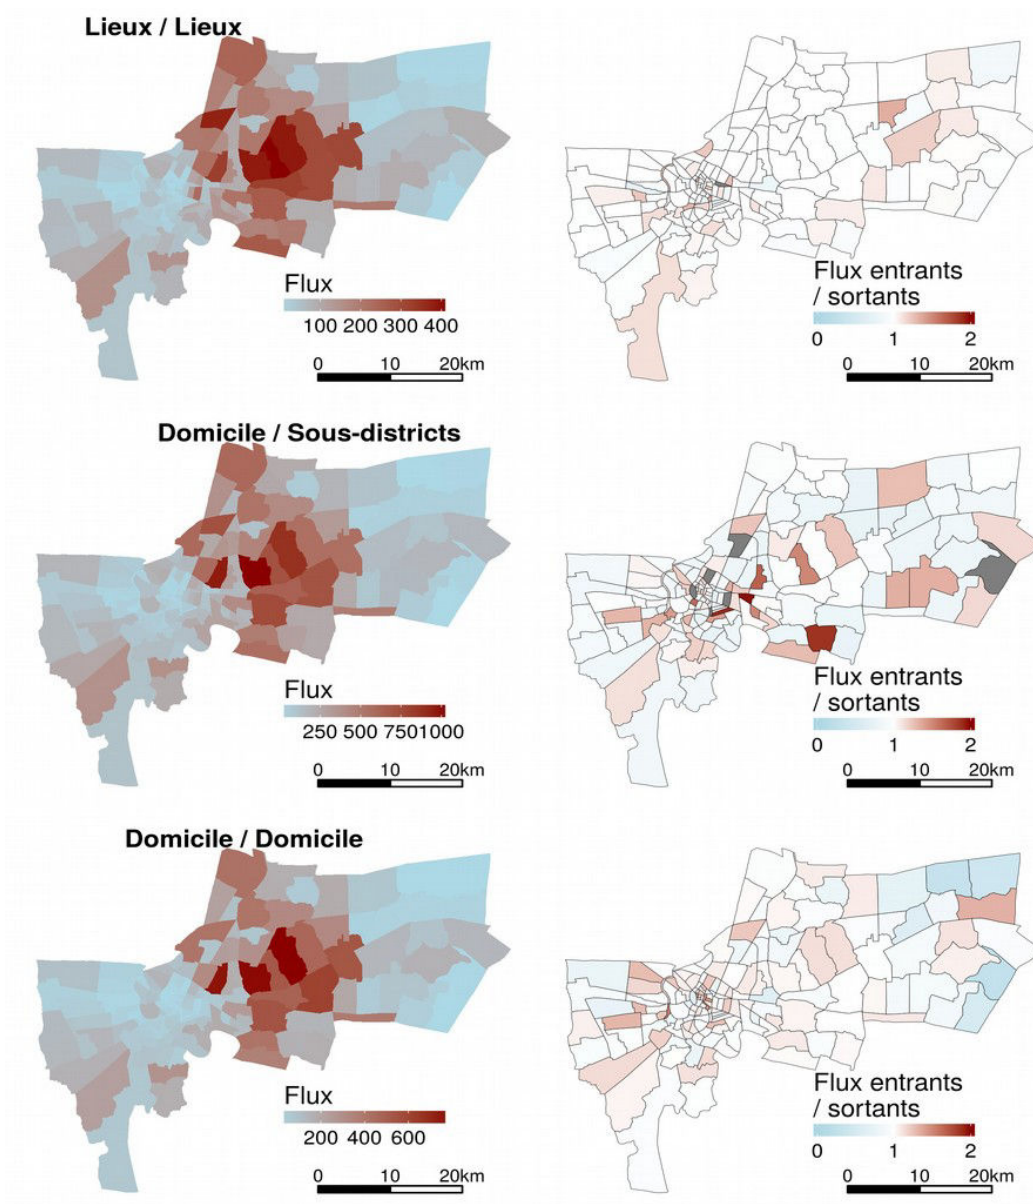 Lieux / Lieux
Flux
100 200 300 400
0 10 20km
Flux entrants
/ sortants
0 1 2
0 10 20km
Domicile / Sous-districts
Flux
250 500 7501000
0 10 20km
Flux entrants
/ sortants
0 1 2
0 10 20km
Domicile / Domicile
Flux
200 400 600
0 10 20km
Flux entrants
/ sortants
0 1 2
0 10 20km